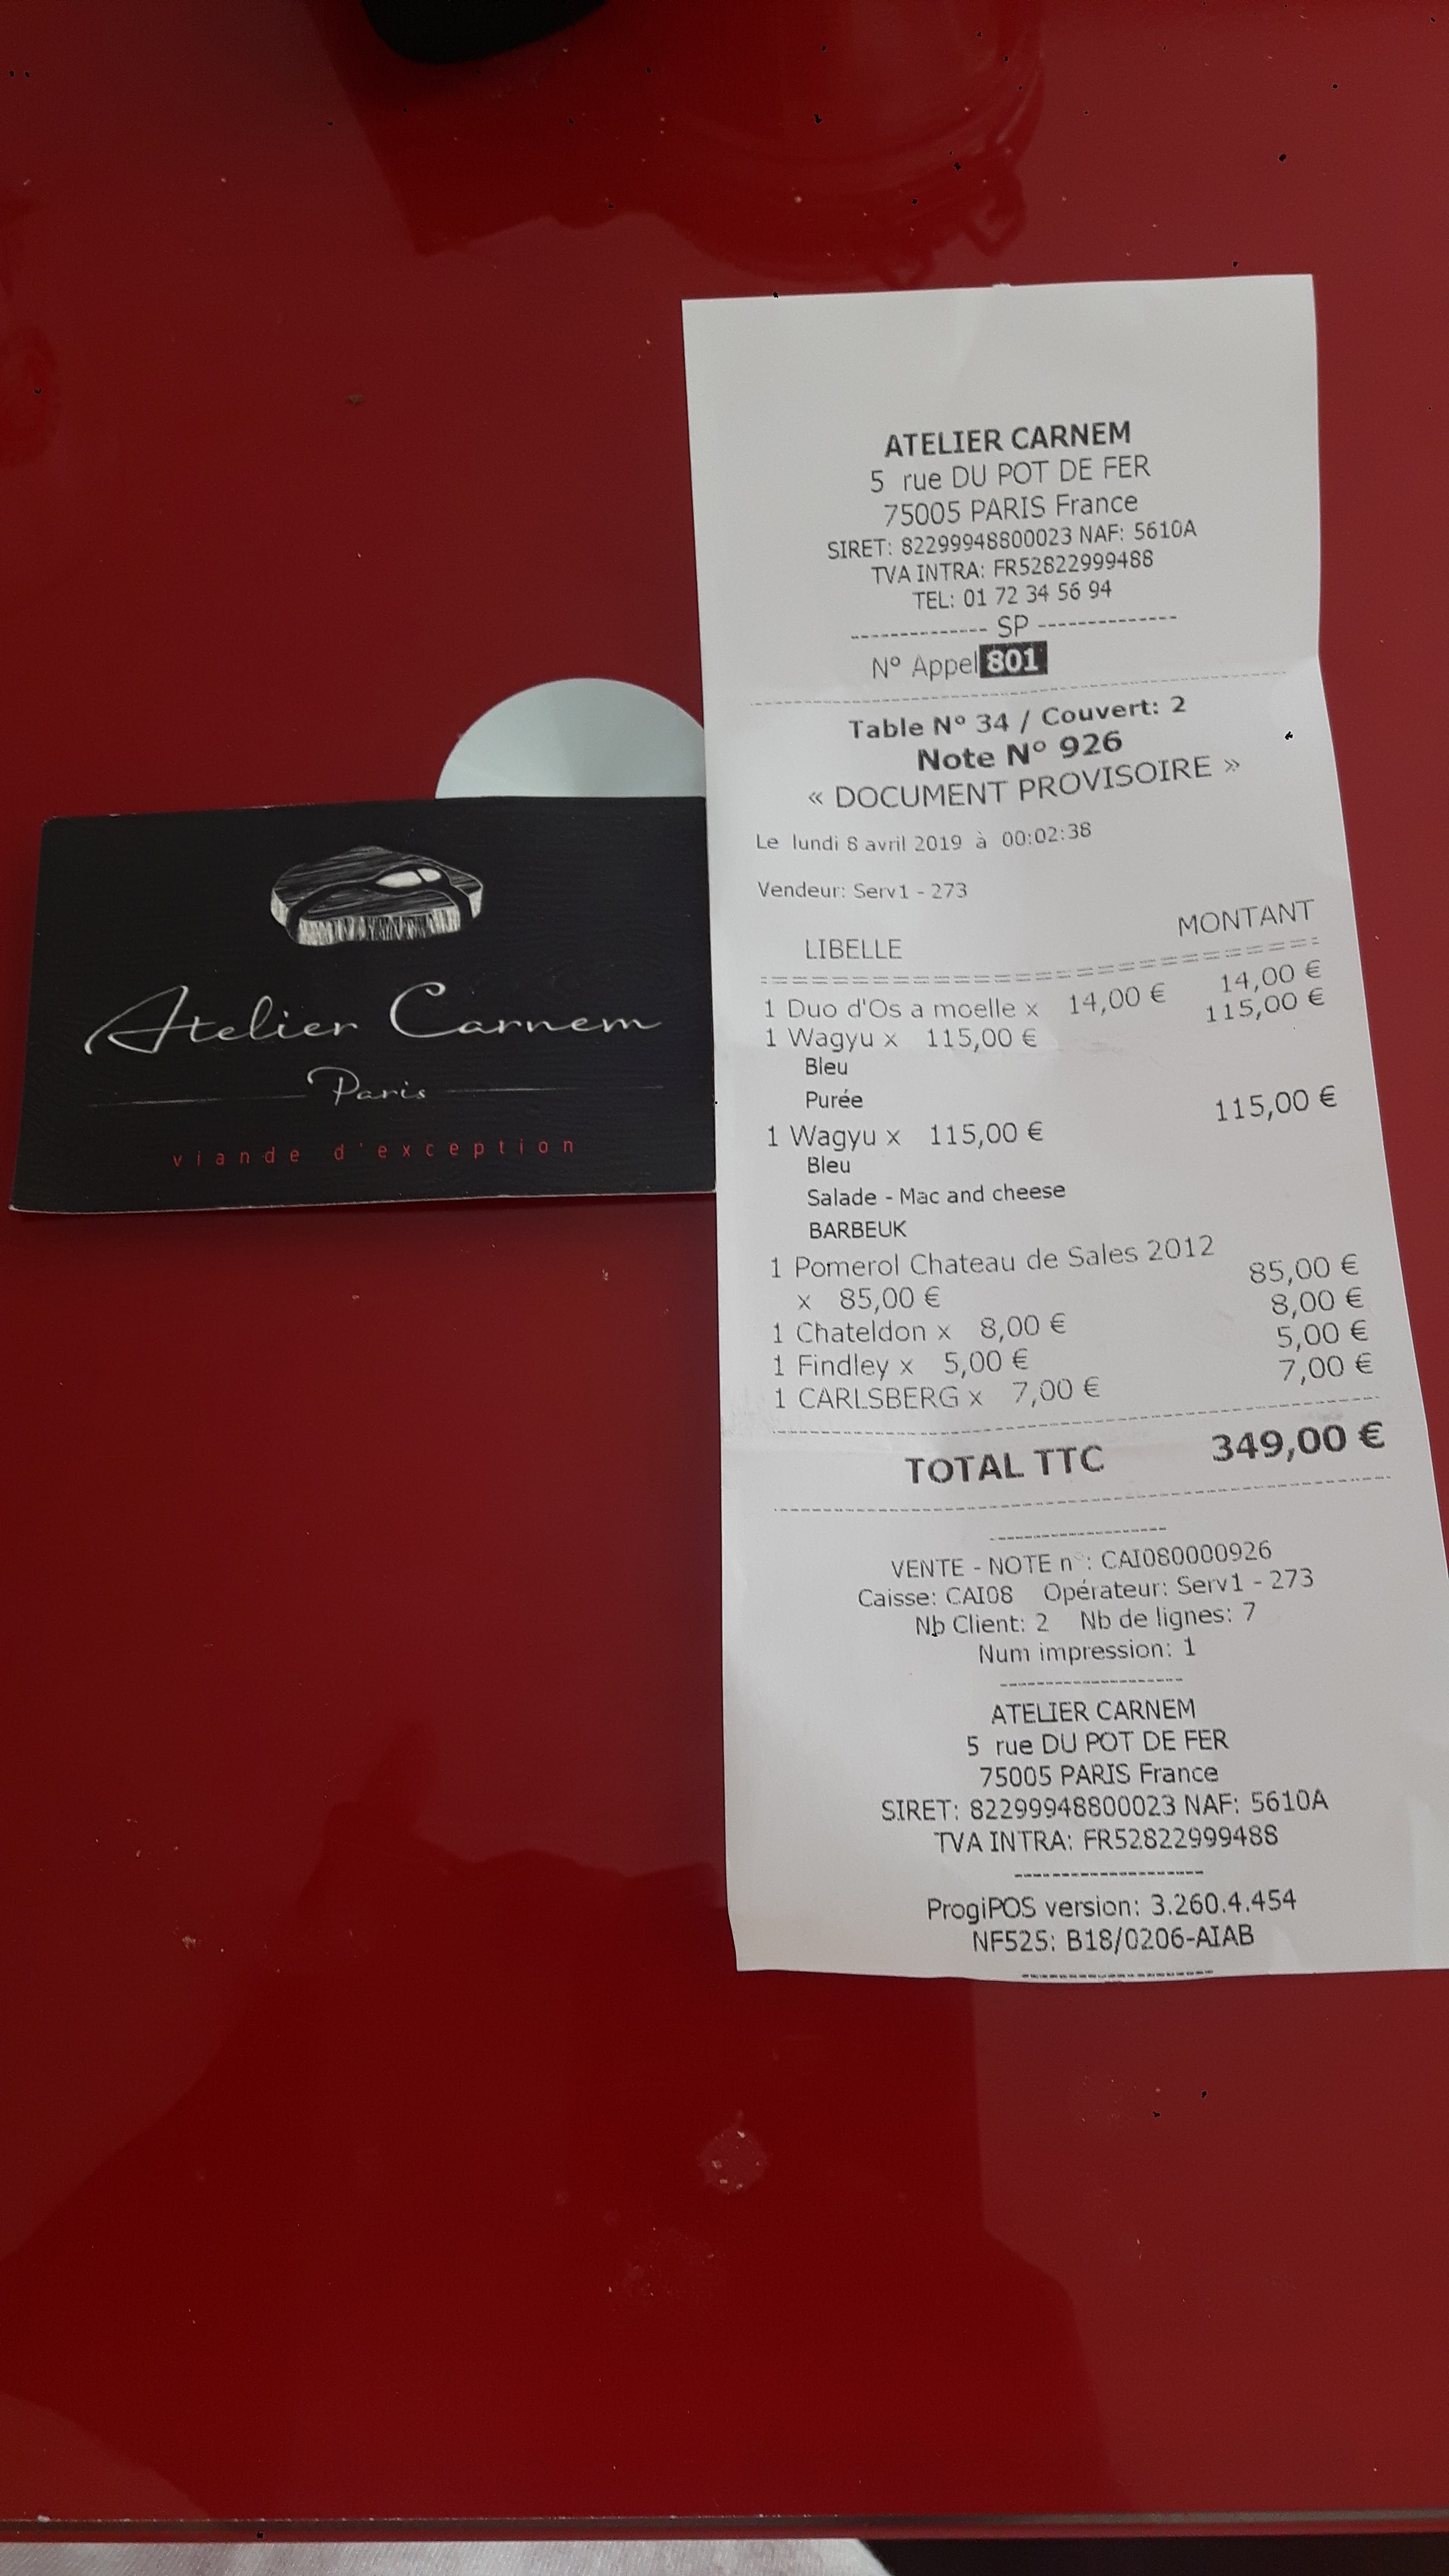 Atelier Carnem
Paris
viande d'exception
ATELIER CARNEM
5 rue DU POT DE FER
75005 PARIS France
SIRET: 82299948800023 NAF: 5610A
TVA INTRA: FR52822999488
TEL: 01 72 34 56 94
-------------- SP --------------
N° Appel 801
Table N° 34 / Couvert: 2
Note N° 926
« DOCUMENT PROVISOIRE »
Le lundi 8 avril 2019 à 00:02:38
Vendeur: Serv1 - 273
LIBELLE MONTANT
1 Duo d'Os a moelle x 14,00 € 14,00 €
1 Wagyu x 115,00 € 115,00 €
Bleu
Purée
1 Wagyu x 115,00 € 115,00 €
Bleu
Salade - Mac and cheese
BARBEUK
1 Pomerol Chateau de Sales 2012
x 85,00 € 85,00 €
1 Chateldon x 8,00 € 8,00 €
1 Findley x 5,00 € 5,00 €
1 CARLSBERG x 7,00 € 7,00 €
TOTAL TTC 349,00 €
VENTE - NOTE n°: CAI080000926
Caisse: CAI08 Opérateur: Serv1 - 273
Nb Client: 2 Nb de lignes: 7
Num impression: 1
ATELIER CARNEM
5 rue DU POT DE FER
75005 PARIS France
SIRET: 82299948800023 NAF: 5610A
TVA INTRA: FR52822999488
ProgiPOS version: 3.260.4.454
NF525: B18/0206-AIAB